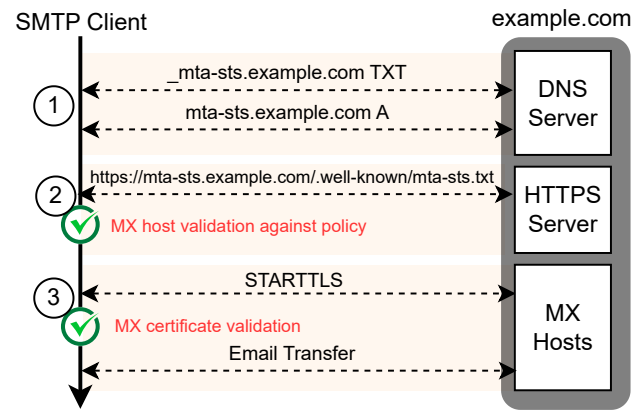 SMTP Client
example.com
_mta-sts.example.com TXT
mta-sts.example.com A
1
DNS
Server
https://mta-sts.example.com/.well-known/mta-sts.txt
2
MX host validation against policy
HTTPS
Server
STARTTLS
3
MX certificate validation
Email Transfer
MX
Hosts